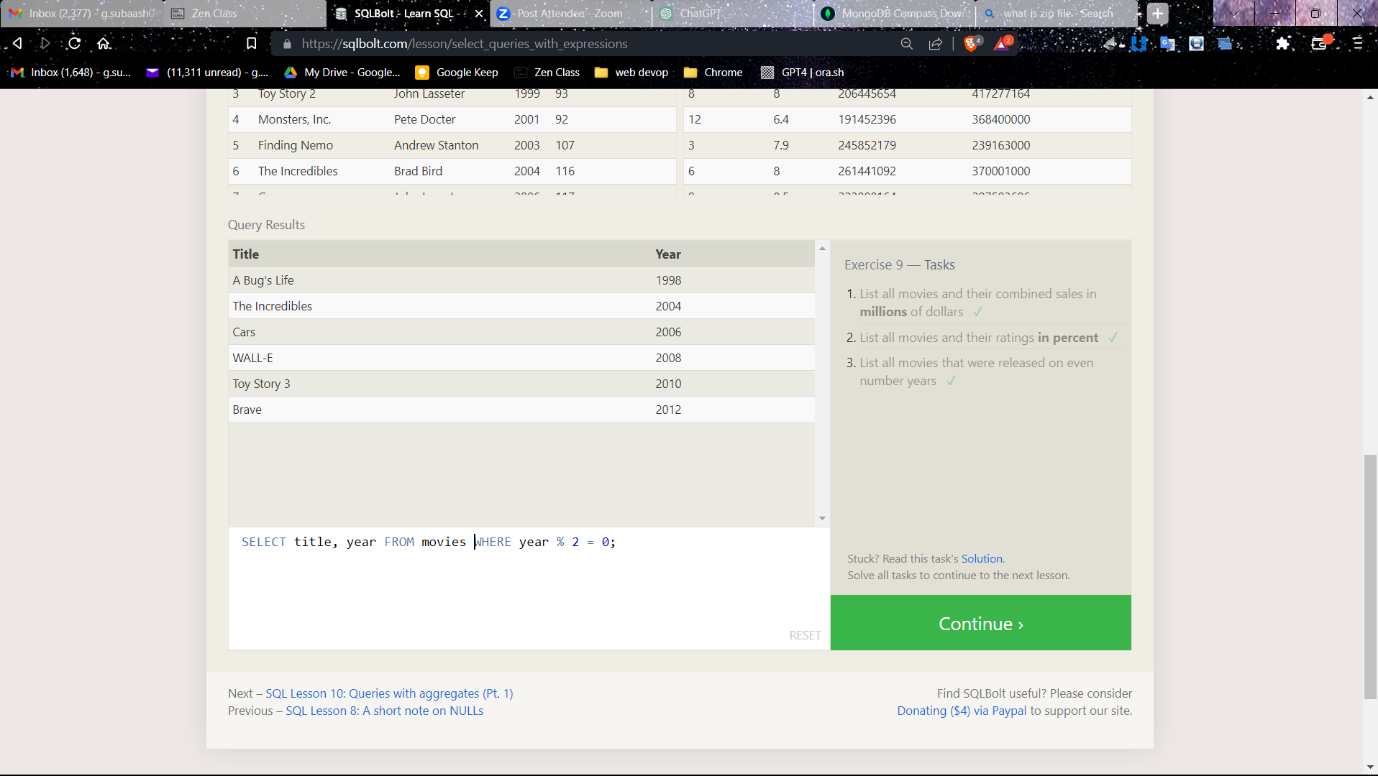 Inbox (2,377) - g.subaash@
Zen Class
SQLBolt - Learn SQL -
Post Attendee - Zoom
ChatGPT
MongoDB Compass Down
what is zip file - Search
https://sqlbolt.com/lesson/select_queries_with_expressions
Inbox (1,648) - g.su...
(11,311 unread) - g....
My Drive - Google...
Google Keep
Zen Class
web devop
Chrome
GPT4 | ora.sh
3 Toy Story 2 John Lasseter 1999 93 8 8 206445654 417277164
4 Monsters, Inc. Pete Docter 2001 92 12 6.4 191452396 368400000
5 Finding Nemo Andrew Stanton 2003 107 3 7.9 245852179 239163000
6 The Incredibles Brad Bird 2004 116 6 8 261441092 370001000
Query Results
Title Year
A Bug's Life 1998
The Incredibles 2004
Cars 2006
WALL-E 2008
Toy Story 3 2010
Brave 2012
Exercise 9 — Tasks
1. List all movies and their combined sales in
millions of dollars ✓
2. List all movies and their ratings in percent ✓
3. List all movies that were released on even
number years ✓
SELECT title, year FROM movies WHERE year % 2 = 0;
RESET
Stuck? Read this task's Solution.
Solve all tasks to continue to the next lesson.
Continue ›
Next – SQL Lesson 10: Queries with aggregates (Pt. 1)
Previous – SQL Lesson 8: A short note on NULLs
Find SQLBolt useful? Please consider
Donating ($4) via Paypal to support our site.